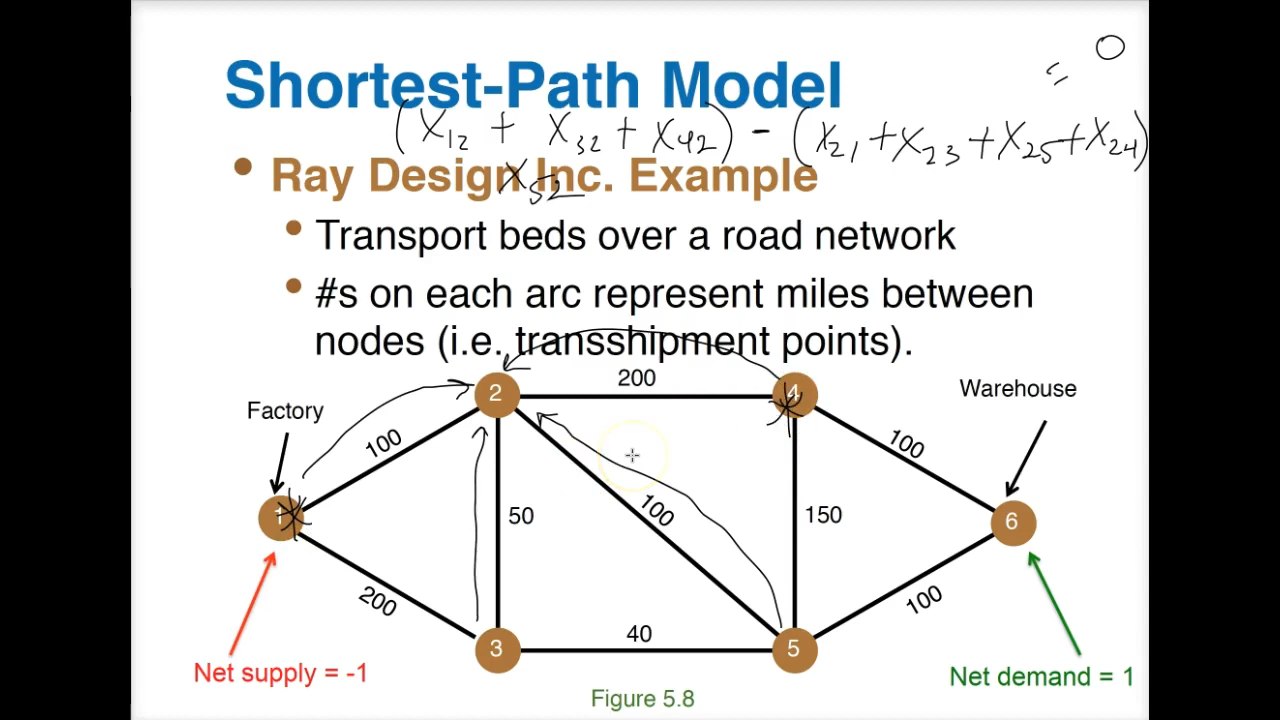 = 0
Shortest-Path Model
(X12 + X32 + X42) - (X21 + X23 + X25 + X24)
• Ray Design Inc. Example
X52
• Transport beds over a road network
• #s on each arc represent miles between
nodes (i.e. transshipment points).
200
2
4
Warehouse
Factory
100
100
1
50
100
150
6
200
100
40
3
5
Net supply = -1
Net demand = 1
Figure 5.8